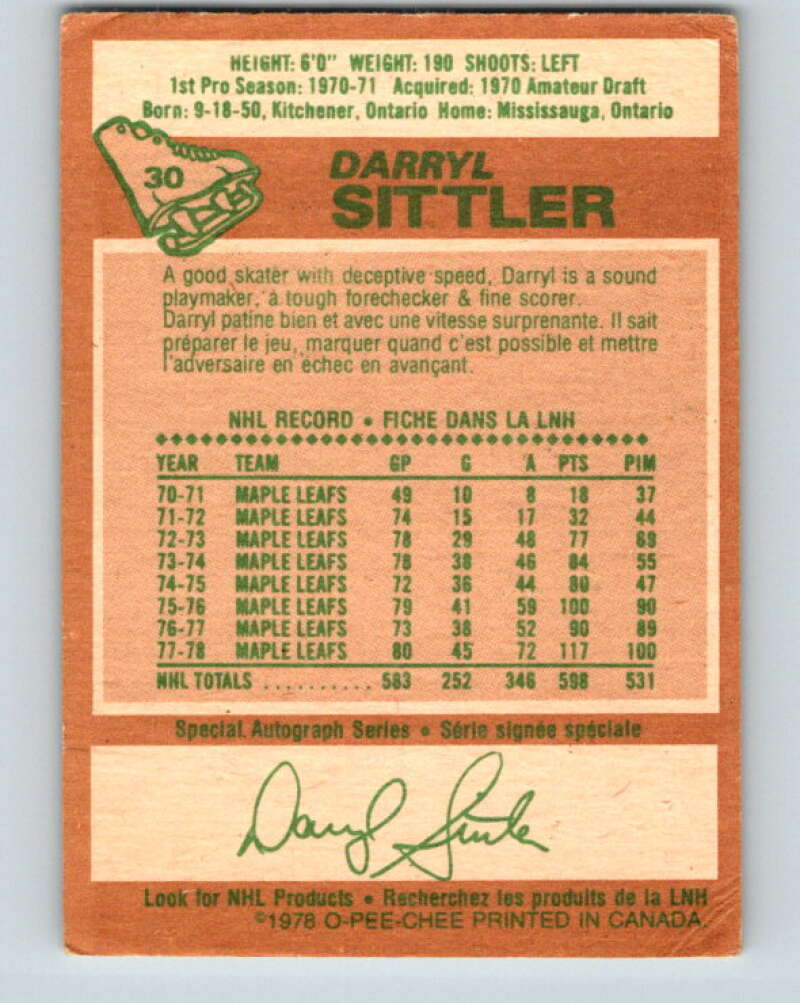 HEIGHT: 6'0" WEIGHT: 190 SHOOTS: LEFT
1st Pro Season: 1970-71 Acquired: 1970 Amateur Draft
Born: 9-18-50, Kitchener, Ontario Home: Mississauga, Ontario
30
DARRYL
SITTLER
A good skater with deceptive speed, Darryl is a sound
playmaker, a tough forechecker & fine scorer.
Darryl patine bien et avec une vitesse surprenante. Il sait
préparer le jeu, marquer quand c'est possible et mettre
l'adversaire en échec en avançant.
NHL RECORD • FICHE DANS LA LNH
YEAR TEAM GP G A PTS PIM
70-71 MAPLE LEAFS 49 10 8 18 37
71-72 MAPLE LEAFS 74 15 17 32 44
72-73 MAPLE LEAFS 78 29 48 77 69
73-74 MAPLE LEAFS 78 38 46 84 55
74-75 MAPLE LEAFS 72 36 44 80 47
75-76 MAPLE LEAFS 79 41 59 100 90
76-77 MAPLE LEAFS 73 38 52 90 89
77-78 MAPLE LEAFS 80 45 72 117 100
NHL TOTALS .......... 583 252 346 598 531
Special Autograph Series • Série signée spéciale
Darryl Sittler
Look for NHL Products • Recherchez les produits de la LNH
©1978 O-PEE-CHEE PRINTED IN CANADA.